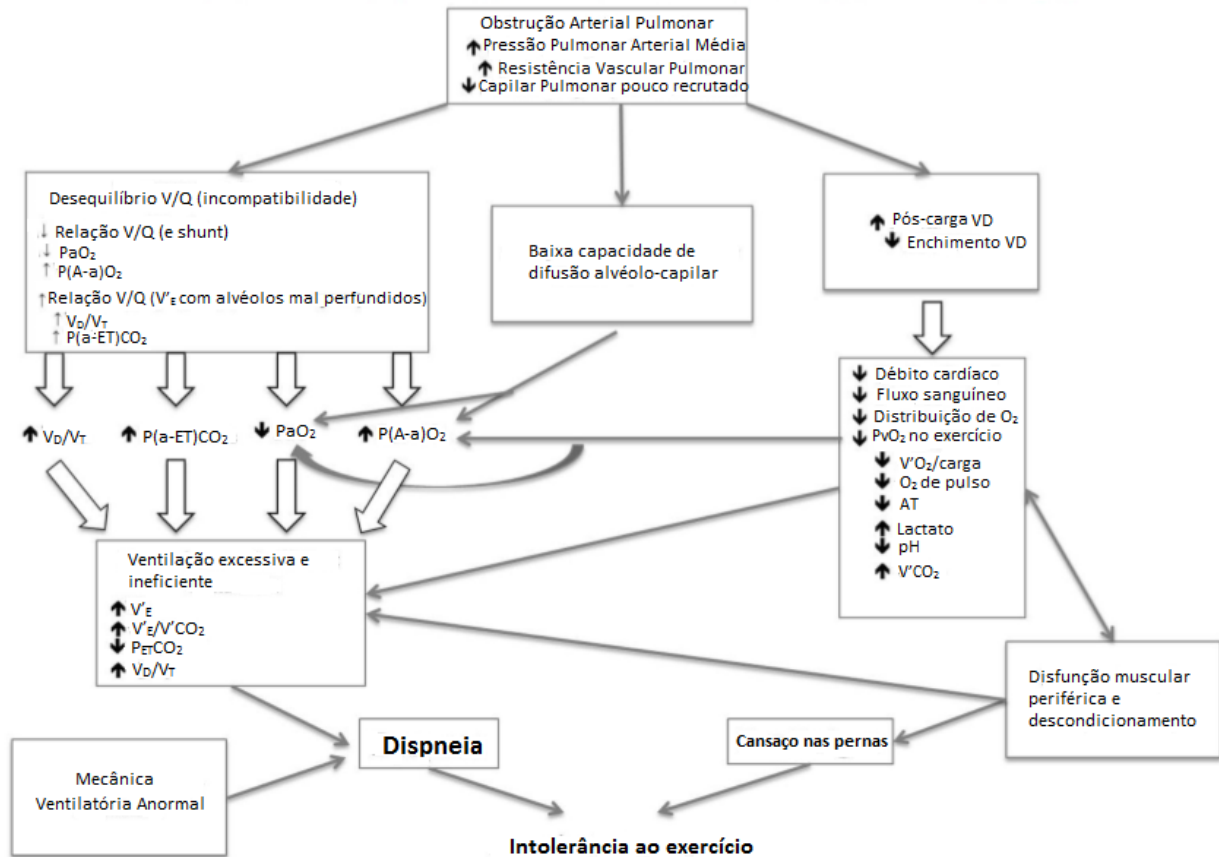 Obstrução Arterial Pulmonar
↑ Pressão Pulmonar Arterial Média
↑ Resistência Vascular Pulmonar
↓ Capilar Pulmonar pouco recrutado
Desequilíbrio V/Q (incompatibilidade)
↓ Relação V/Q (e shunt)
↓ PaO₂
↑ P(A-a)O₂
↑ Relação V/Q (V'E com alvéolos mal perfundidos)
↑ VD/VT
↑ P(a-ET)CO₂
Baixa capacidade de
difusão alvéolo-capilar
↑ Pós-carga VD
↓ Enchimento VD
↑ VD/VT
↑ P(a-ET)CO₂
↓ PaO₂
↑ P(A-a)O₂
↓ Débito cardíaco
↓ Fluxo sanguíneo
↓ Distribuição de O₂
↓ PvO₂ no exercício
↓ V'O₂/carga
↓ O₂ de pulso
↓ AT
↑ Lactato
↓ pH
↑ V'CO₂
Ventilação excessiva e
ineficiente
↑ V'E
↑ V'E/V'CO₂
↓ PETCO₂
↑ VD/VT
Disfunção muscular
periférica e
descondicionamento
Mecânica
Ventilatória Anormal
Dispneia
Cansaço nas pernas
Intolerância ao exercício